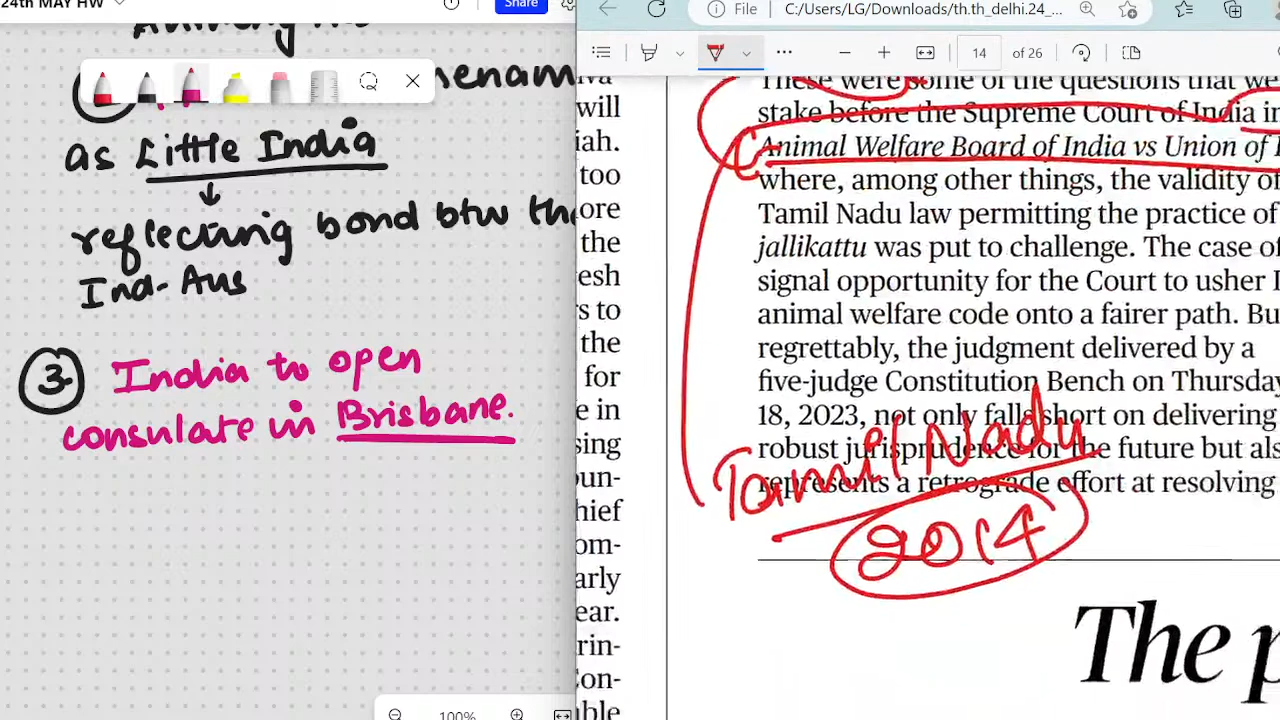 24th MAY HW
Share
as Little India
reflecting bond btw the
Ind-Aus
3. India to open
consulate in Brisbane.
100%
will
iah.
too
ore
the
esh
s to
the
for
e in
sing
oun-
hief
om-
arly
ear.
rin-
Con-
able
File
C:/Users/LG/Downloads/th.th_delhi.24_...
14
of 26
These were some of the questions that we
stake before the Supreme Court of India in
Animal Welfare Board of India vs Union of I
where, among other things, the validity of
Tamil Nadu law permitting the practice of
jallikattu was put to challenge. The case of
signal opportunity for the Court to usher I
animal welfare code onto a fairer path. Bu
regrettably, the judgment delivered by a
five-judge Constitution Bench on Thursday
18, 2023, not only falls short on delivering
robust jurisprudence for the future but als
represents a retrograde effort at resolving
Tamil Nadu
2014
The p